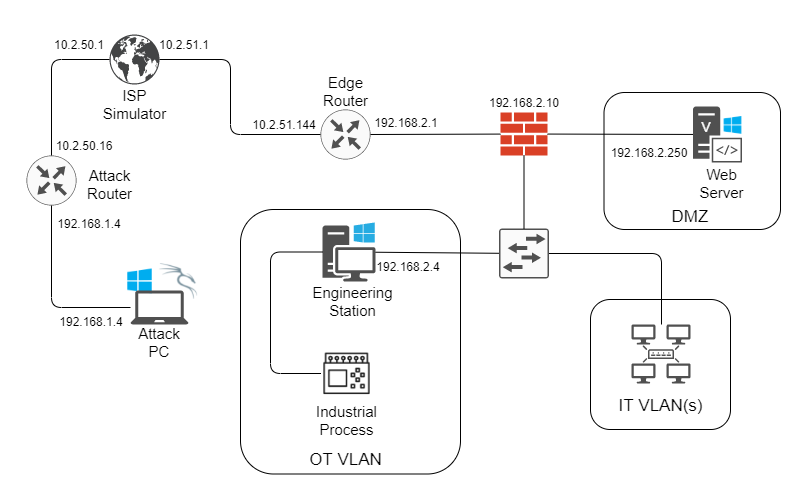 10.2.50.1
10.2.51.1
ISP
Simulator
Edge
Router
10.2.51.144
192.168.2.1
192.168.2.10
V
</>
192.168.2.250
Web
Server
DMZ
10.2.50.16
Attack
Router
192.168.1.4
192.168.1.4
Attack
PC
192.168.2.4
Engineering
Station
Industrial
Process
OT VLAN
IT VLAN(s)